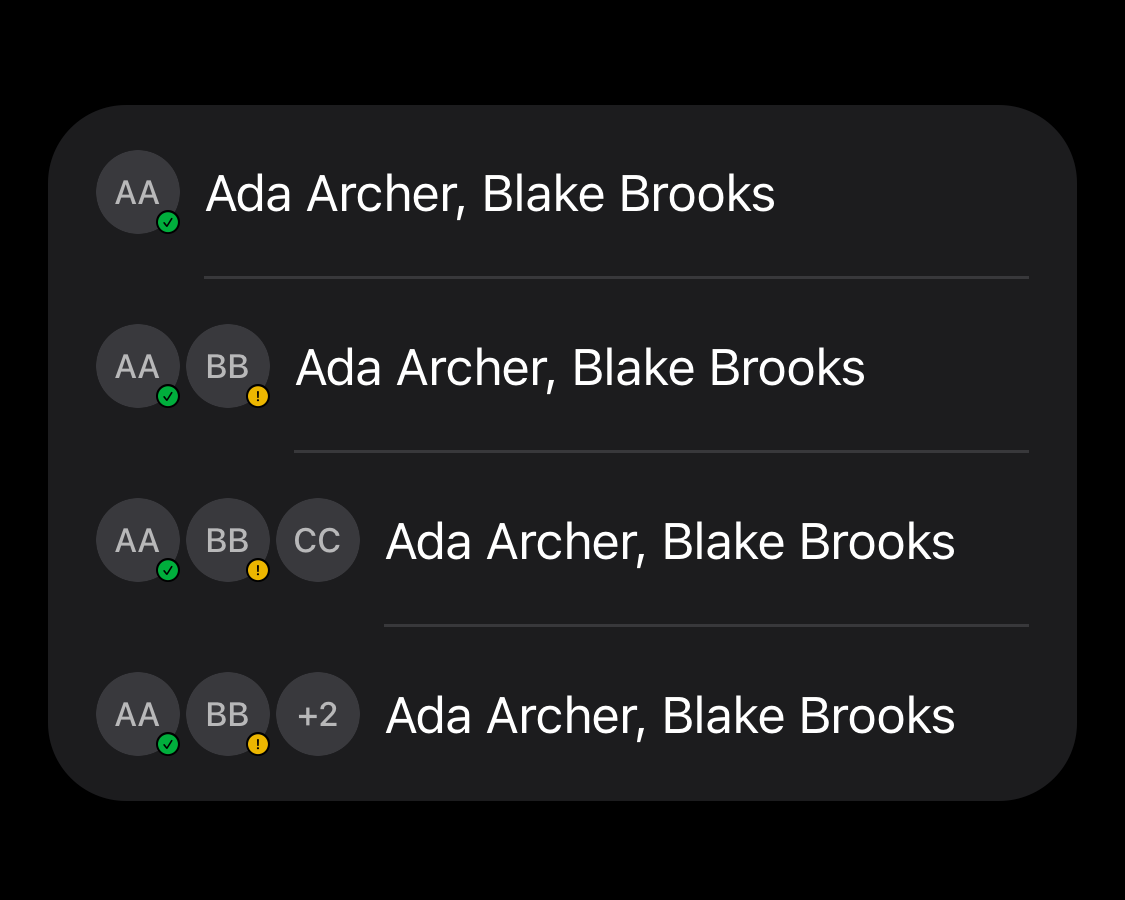 AA Ada Archer, Blake Brooks
AA BB ! Ada Archer, Blake Brooks
AA BB ! CC Ada Archer, Blake Brooks
AA BB ! +2 Ada Archer, Blake Brooks